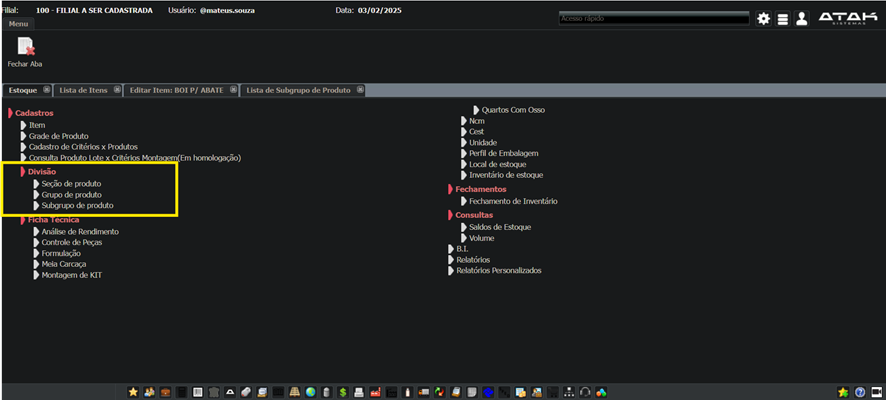 Filial: 100 - FILIAL A SER CADASTRADA Usuário: @mateus.souza Data: 03/02/2025
Acesso rápido
ATAK
SISTEMAS
Menu
Fechar Aba
Estoque
Lista de Itens
Editar Item: BOI P/ ABATE
Lista de Subgrupo de Produto
Cadastros
Item
Grade de Produto
Cadastro de Critérios x Produtos
Consulta Produto Lote x Critérios Montagem(Em homologação)
Divisão
Seção de produto
Grupo de produto
Subgrupo de produto
Ficha Técnica
Análise de Rendimento
Controle de Peças
Formulação
Meia Carcaça
Montagem de KIT
Quartos Com Osso
Ncm
Cest
Unidade
Perfil de Embalagem
Local de estoque
Inventário de estoque
Fechamentos
Fechamento de Inventário
Consultas
Saldos de Estoque
Volume
B.I.
Relatórios
Relatórios Personalizados